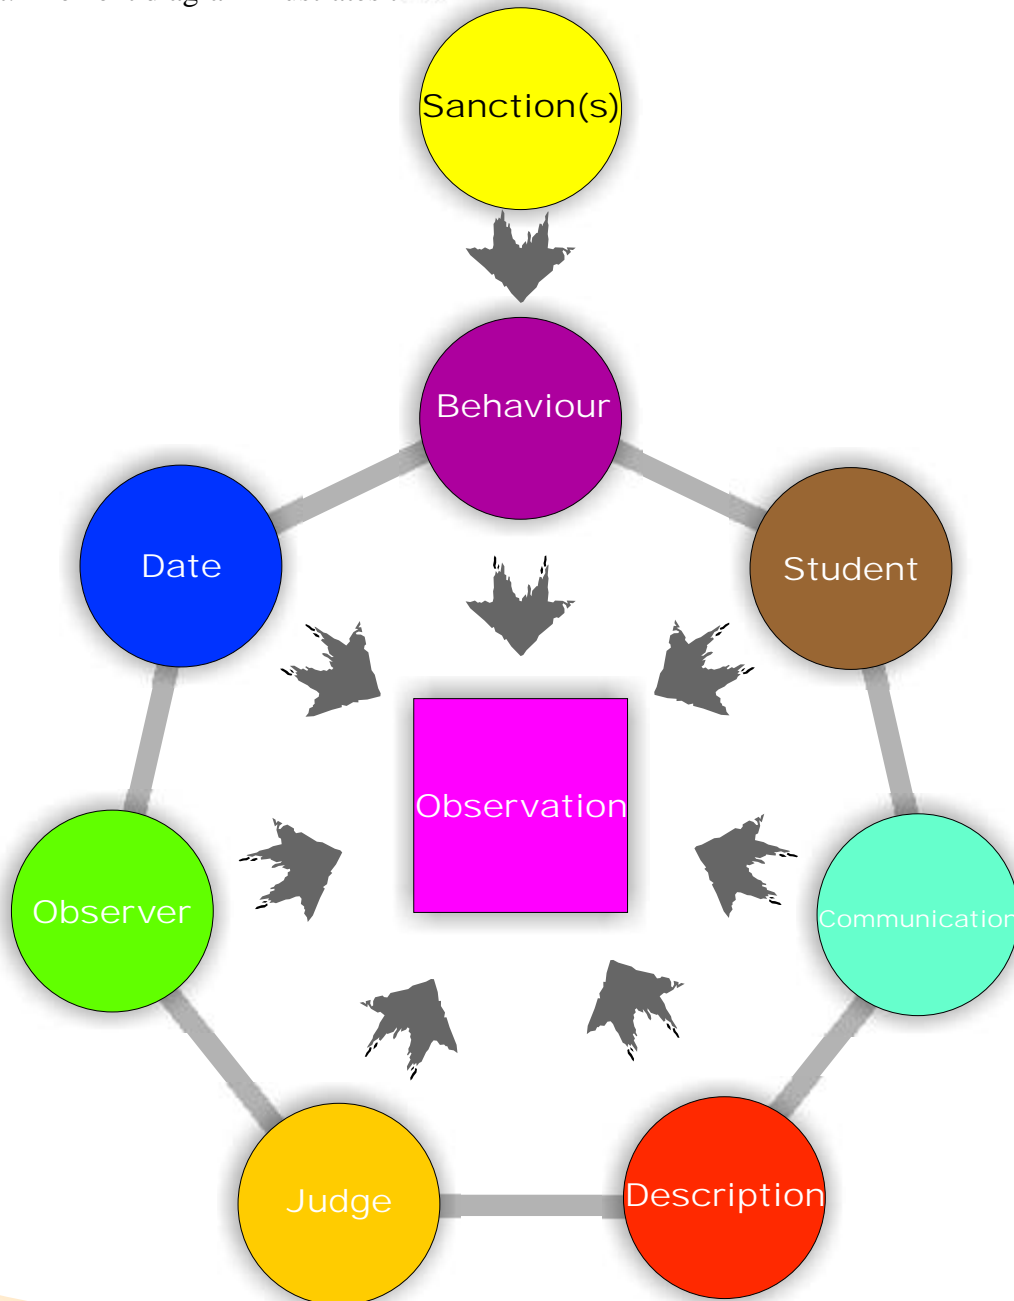 Sanction(s)
Behaviour
Date
Student
Observation
Observer
Communication
Judge
Description